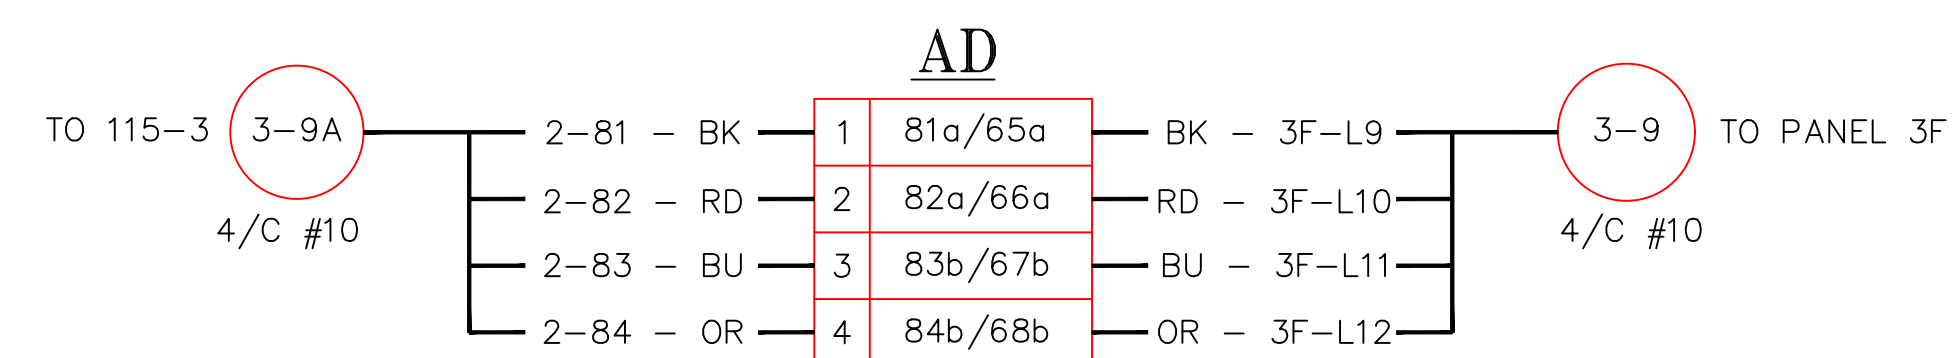 AD
TO 115-3 3-9A 2-81 - BK 1 81a/65a BK - 3F-L9 3-9 TO PANEL 3F
2-82 - RD 2 82a/66a RD - 3F-L10
4/C #10 4/C #10
2-83 - BU 3 83b/67b BU - 3F-L11
2-84 - OR 4 84b/68b OR - 3F-L12